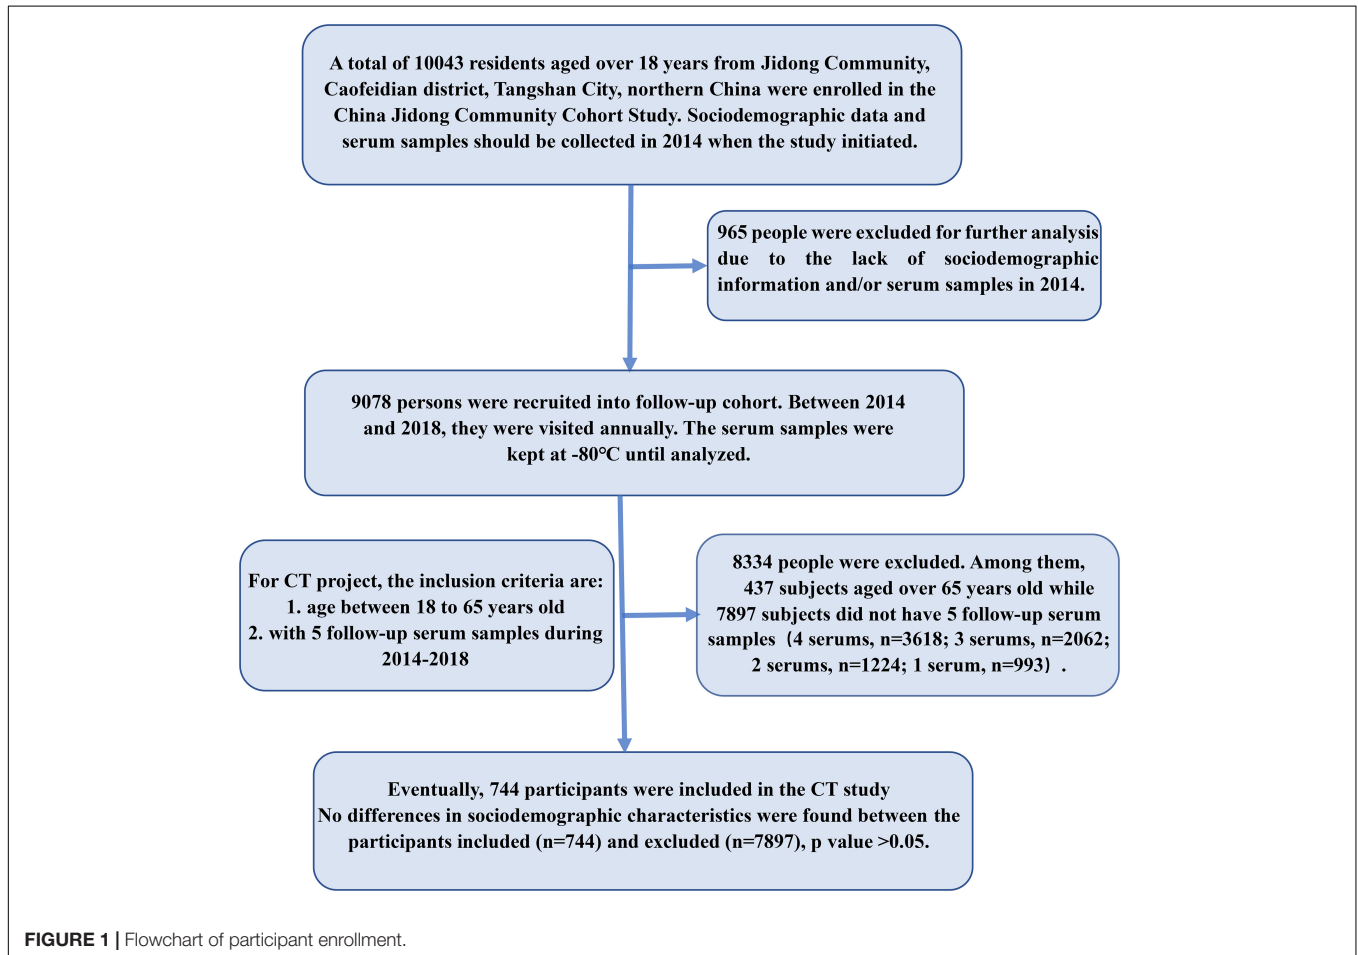 A total of 10043 residents aged over 18 years from Jidong Community,
Caofeidian district, Tangshan City, northern China were enrolled in the
China Jidong Community Cohort Study. Sociodemographic data and
serum samples should be collected in 2014 when the study initiated.
965 people were excluded for further analysis
due to the lack of sociodemographic
information and/or serum samples in 2014.
9078 persons were recruited into follow-up cohort. Between 2014
and 2018, they were visited annually. The serum samples were
kept at -80℃ until analyzed.
For CT project, the inclusion criteria are:
1. age between 18 to 65 years old
2. with 5 follow-up serum samples during
2014-2018
8334 people were excluded. Among them,
437 subjects aged over 65 years old while
7897 subjects did not have 5 follow-up serum
samples（4 serums, n=3618; 3 serums, n=2062;
2 serums, n=1224; 1 serum, n=993）.
Eventually, 744 participants were included in the CT study
No differences in sociodemographic characteristics were found between the
participants included (n=744) and excluded (n=7897), p value >0.05.
FIGURE 1 | Flowchart of participant enrollment.